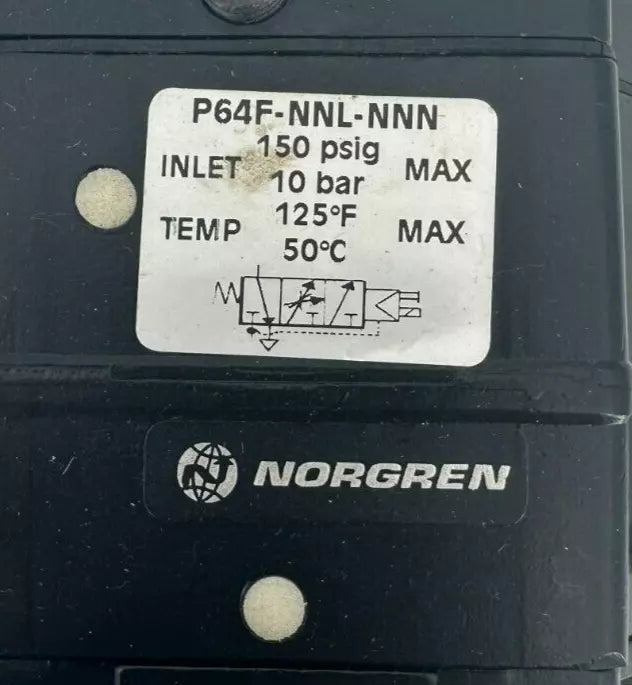 P64F-NNL-NNN
INLET 150 psig 10 bar MAX
TEMP 125°F 50°C MAX
NORGREN